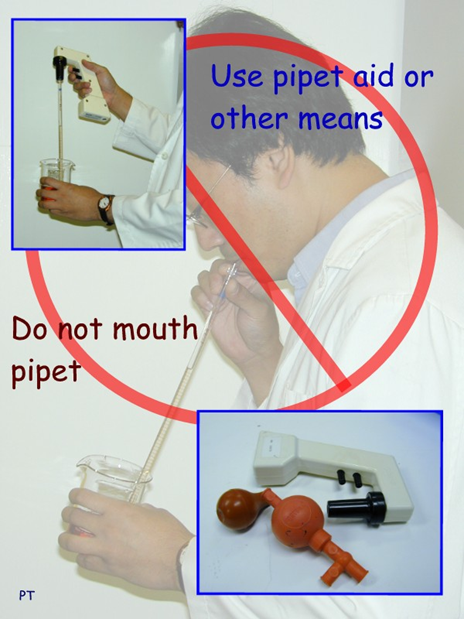 Use pipet aid or
other means
Do not mouth
pipet
PT